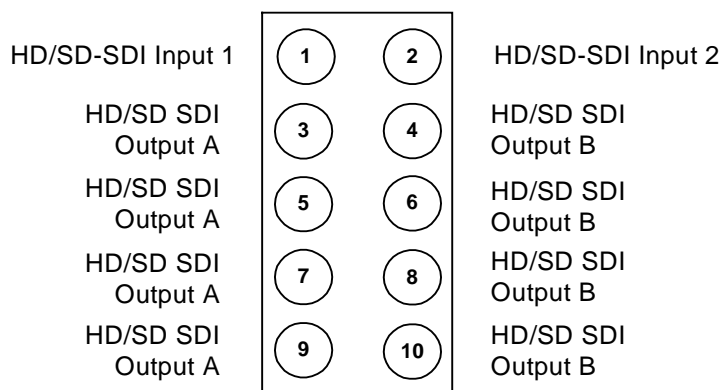 HD/SD-SDI Input 1 1 2 HD/SD-SDI Input 2
HD/SD SDI
Output A
3 4
HD/SD SDI
Output B
HD/SD SDI
Output A
5 6
HD/SD SDI
Output B
HD/SD SDI
Output A
7 8
HD/SD SDI
Output B
HD/SD SDI
Output A
9 10
HD/SD SDI
Output B